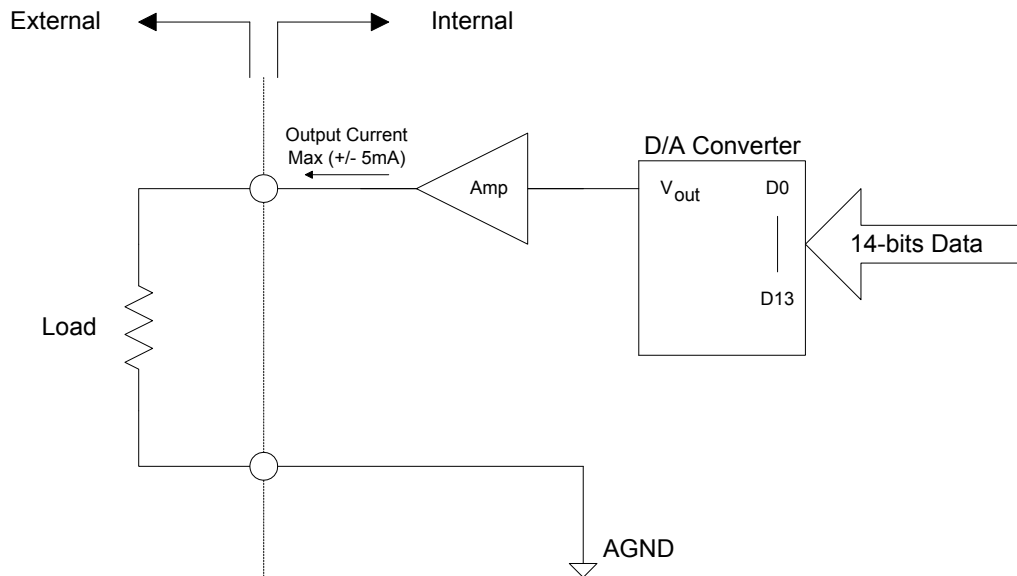 External
Internal
Output Current
Max (+/- 5mA)
D/A Converter
Amp
Vout
D0
14-bits Data
D13
Load
AGND